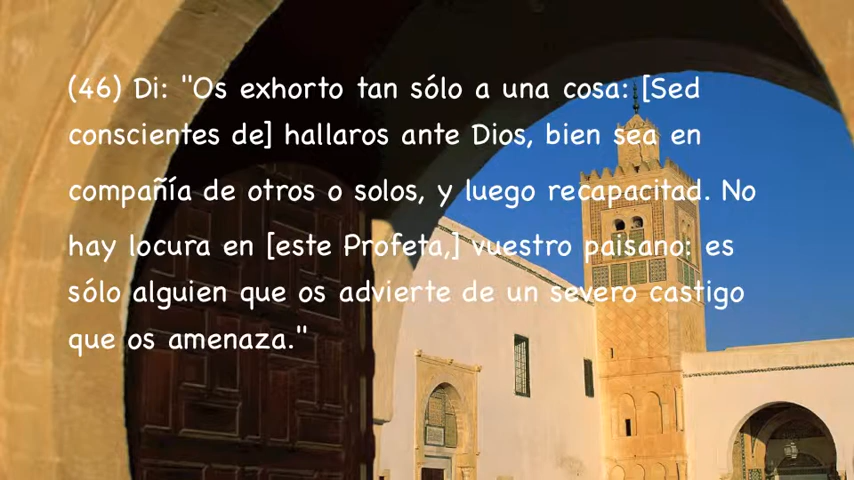 (46) Di: "Os exhorto tan sólo a una cosa: [Sed
conscientes de] hallaros ante Dios, bien sea en
compañía de otros o solos, y luego recapacitad. No
hay locura en [este Profeta,] vuestro paisano: es
sólo alguien que os advierte de un severo castigo
que os amenaza."